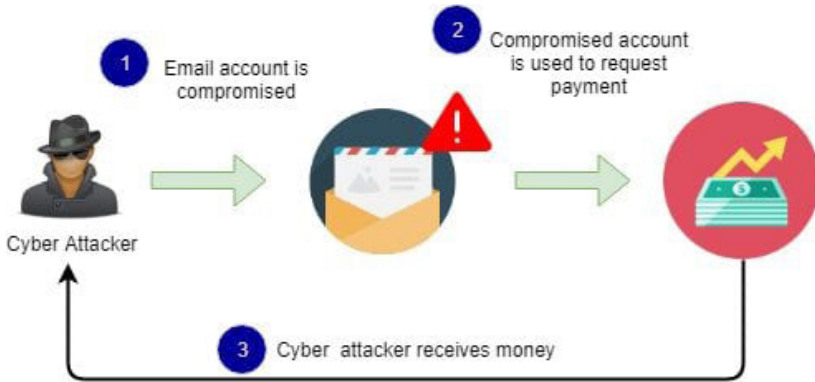 1
Email account is
compromised
2
Compromised account
is used to request
payment
!
$
Cyber Attacker
3
Cyber attacker receives money